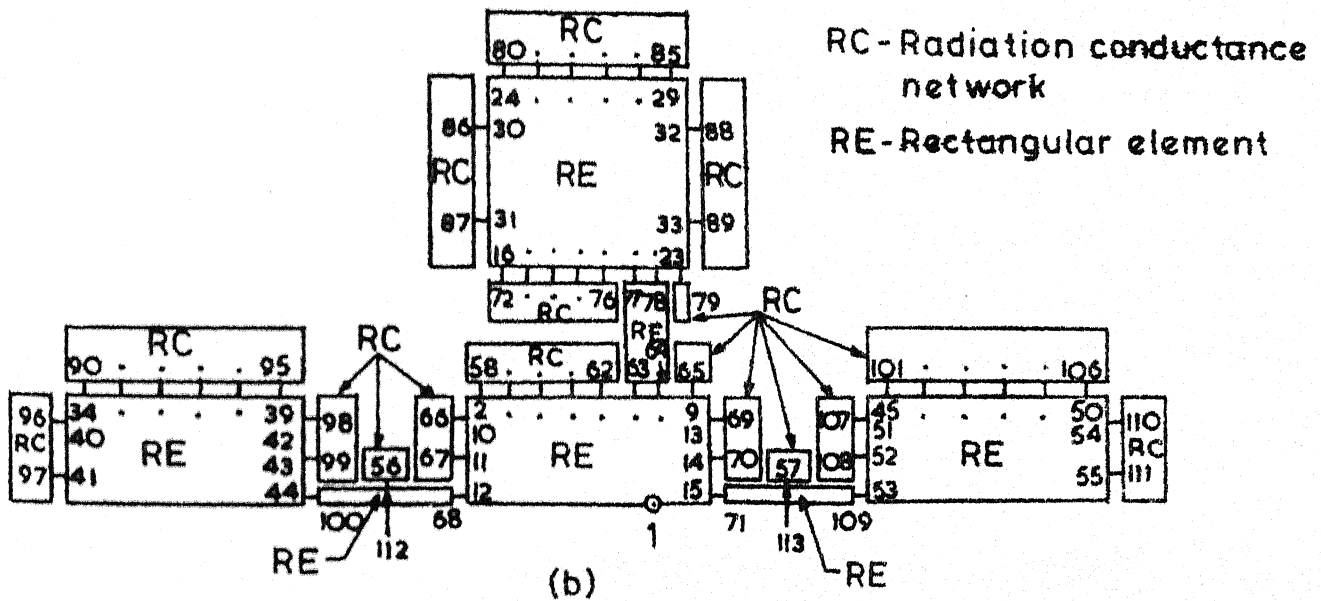 RC
80 . . . . 85
RC-Radiation conductance
network
RE-Rectangular element
24 . . . . 29
86 30 32 88
RC RE RC
87 31 33 89
16 . . . . . 23
72 . . . 76 77 78 79 RC
RC
RE
RC RC
90 . . . . 95
58 . . . 62 63 65
RC
101 . . . . 106
96 34 . . . . 39 98 66 2 . . . . . 9 69 107 45 . . . . 50 110
RC 40 42 10 13 51 54 RC
RE RE RE
97 41 43 99 56 67 11 14 70 57 108 52 55 111
44 12 15 53
100 68 1 71 109
112 113
RE RE
(b)